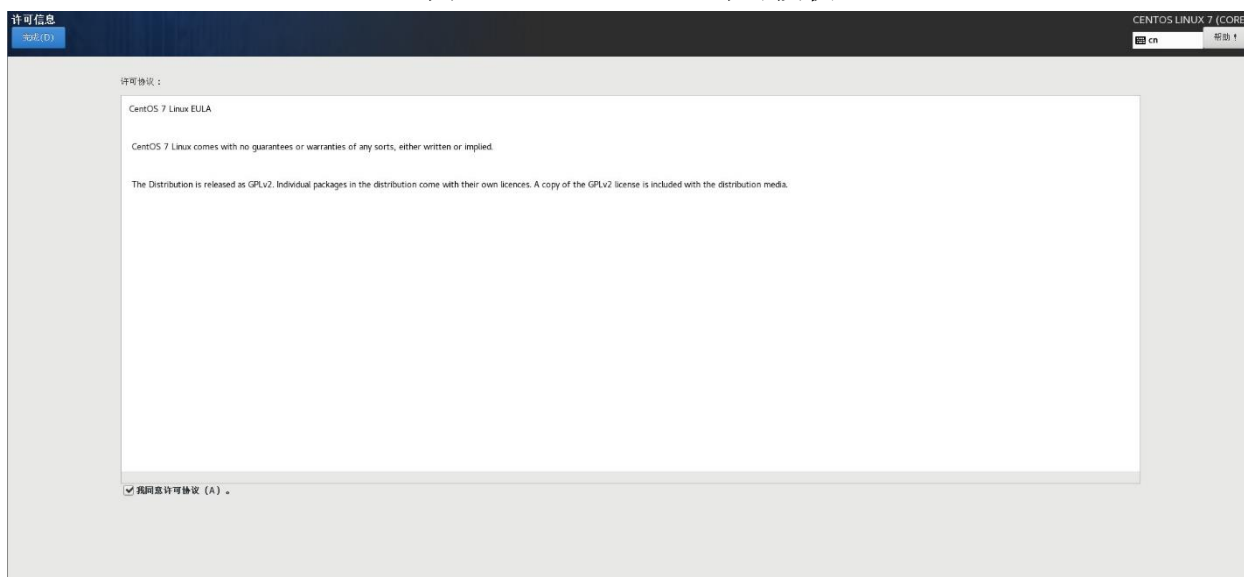 许可信息
完成(D)
CENTOS LINUX 7 (CORE
cn
帮助！
许可协议：
CentOS 7 Linux EULA
CentOS 7 Linux comes with no guarantees or warranties of any sorts, either written or implied.
The Distribution is released as GPLv2. Individual packages in the distribution come with their own licences. A copy of the GPLv2 license is included with the distribution media.
我同意许可协议（A）。